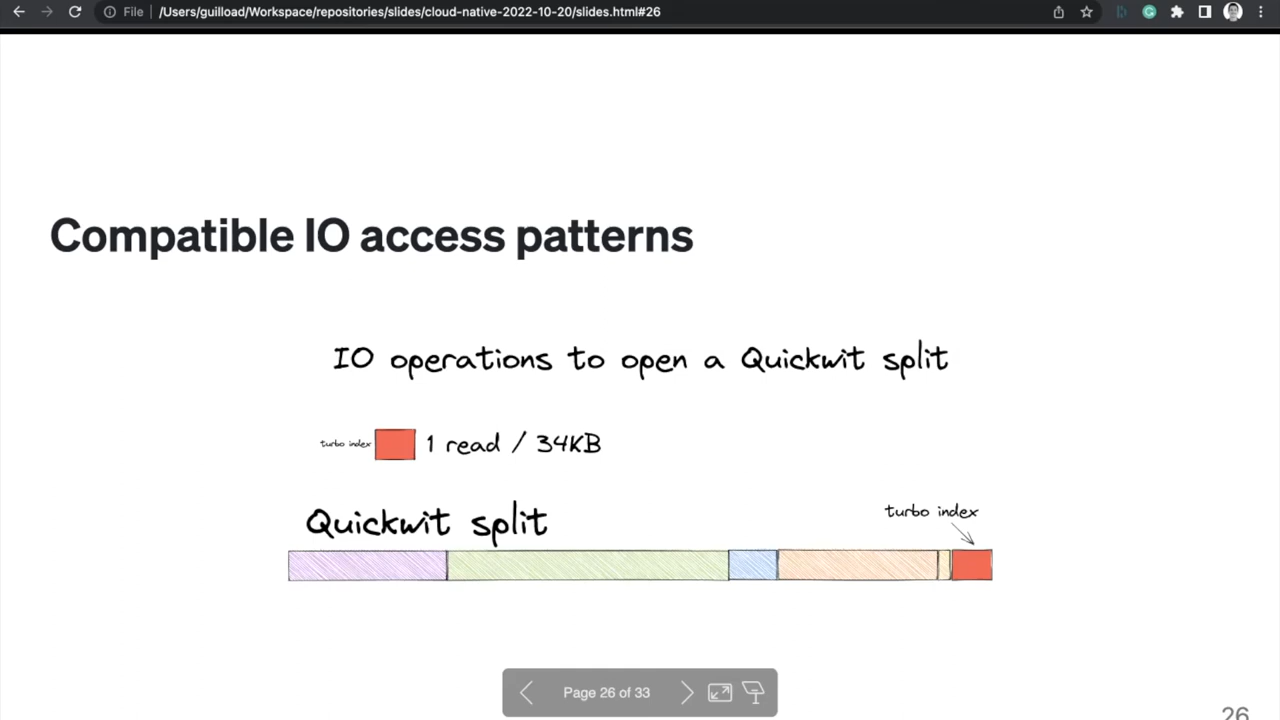 File
/Users/guilload/Workspace/repositories/slides/cloud-native-2022-10-20/slides.html#26
Compatible IO access patterns
IO operations to open a Quickwit split
turbo index
1 read / 34KB
Quickwit split
turbo index
Page 26 of 33
26